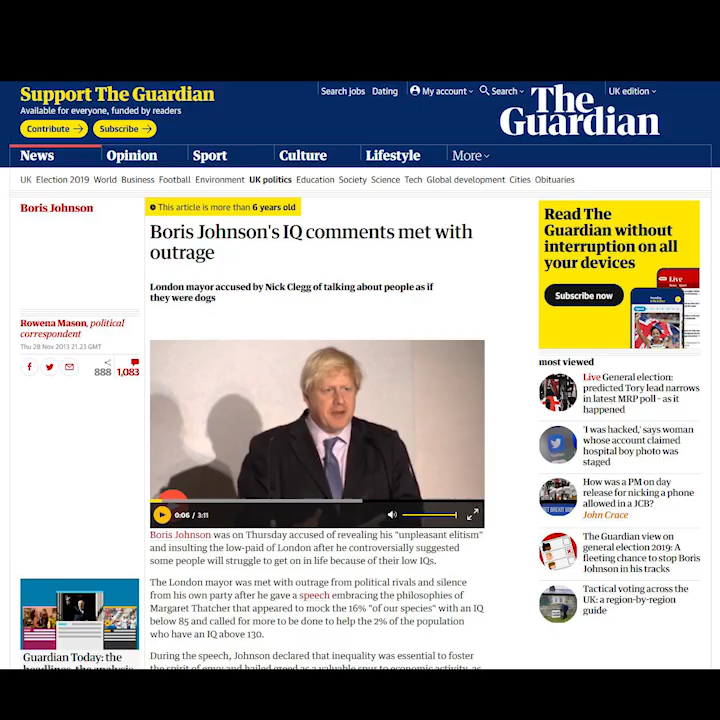 Support The Guardian
Available for everyone, funded by readers
Contribute
Subscribe
Search jobs
Dating
My account
Search
UK edition
The
Guardian
News
Opinion
Sport
Culture
Lifestyle
More
UK
Election 2019
World
Business
Football
Environment
UK politics
Education
Society
Science
Tech
Global development
Cities
Obituaries
Boris Johnson
This article is more than 6 years old
Boris Johnson's IQ comments met with
outrage
London mayor accused by Nick Clegg of talking about people as if
they were dogs
Rowena Mason, political
correspondent
Thu 28 Nov 2013 21.23 GMT
888
1,083
0:06 / 3:11
Boris Johnson was on Thursday accused of revealing his "unpleasant elitism"
and insulting the low-paid of London after he controversially suggested
some people will struggle to get on in life because of their low IQs.
The London mayor was met with outrage from political rivals and silence
from his own party after he gave a speech embracing the philosophies of
Margaret Thatcher that appeared to mock the 16% "of our species" with an IQ
below 85 and called for more to be done to help the 2% of the population
who have an IQ above 130.
During the speech, Johnson declared that inequality was essential to foster
the spirit of envy and hailed greed as a valuable spur to economic activity, as
Guardian Today: the
headlines, the analysis
Read The
Guardian without
interruption on all
your devices
Subscribe now
Live
most viewed
Live General election:
predicted Tory lead narrows
in latest MRP poll – as it
happened
'I was hacked,' says woman
whose account claimed
hospital boy photo was
staged
How was a PM on day
release for nicking a phone
allowed in a JCB?
John Crace
The Guardian view on
general election 2019: A
fleeting chance to stop Boris
Johnson in his tracks
Tactical voting across the
UK: a region-by-region
guide